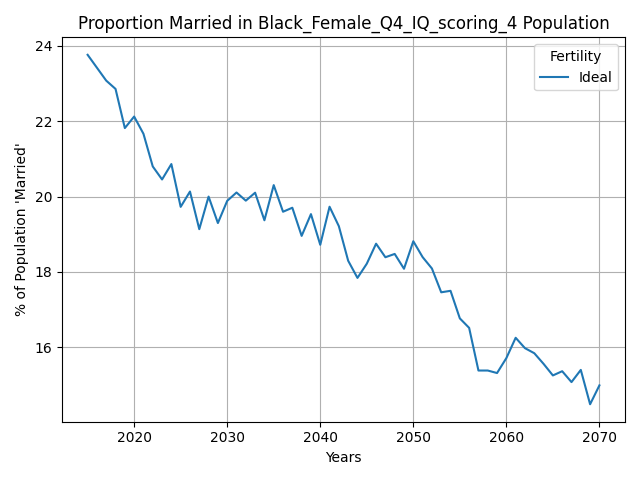 Proportion Married in Black_Female_Q4_IQ_scoring_4 Population
% of Population 'Married'
24
22
20
18
16
Fertility
Ideal
2020 2030 2040 2050 2060 2070
Years